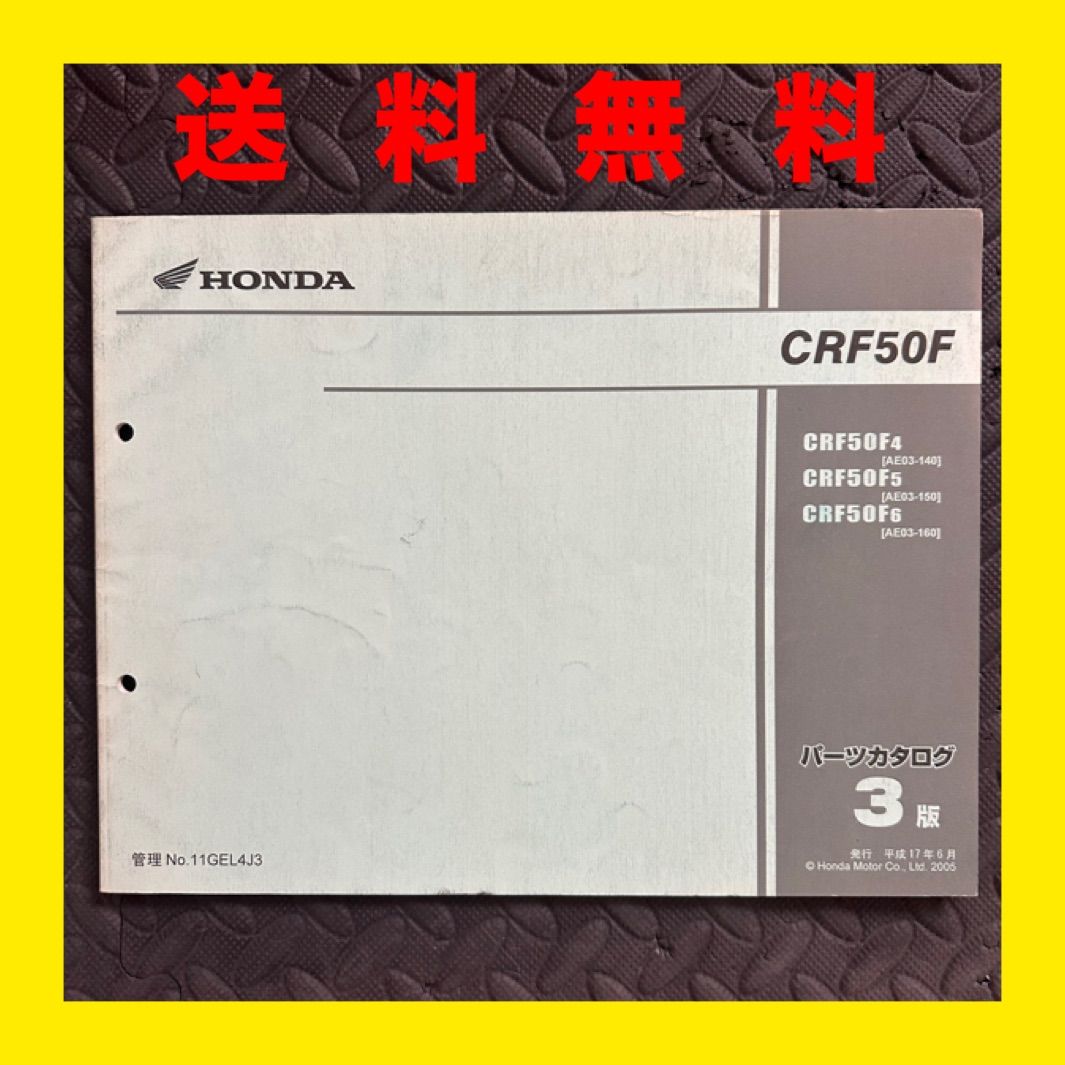 送料無料
HONDA
CRF50F
CRF50F4
[AE03-140]
CRF50F5
[AE03-150]
CRF50F6
[AE03-160]
パーツカタログ
3版
管理 No.11GEL4J3
発行 平成17年6月
© Honda Motor Co., Ltd. 2005